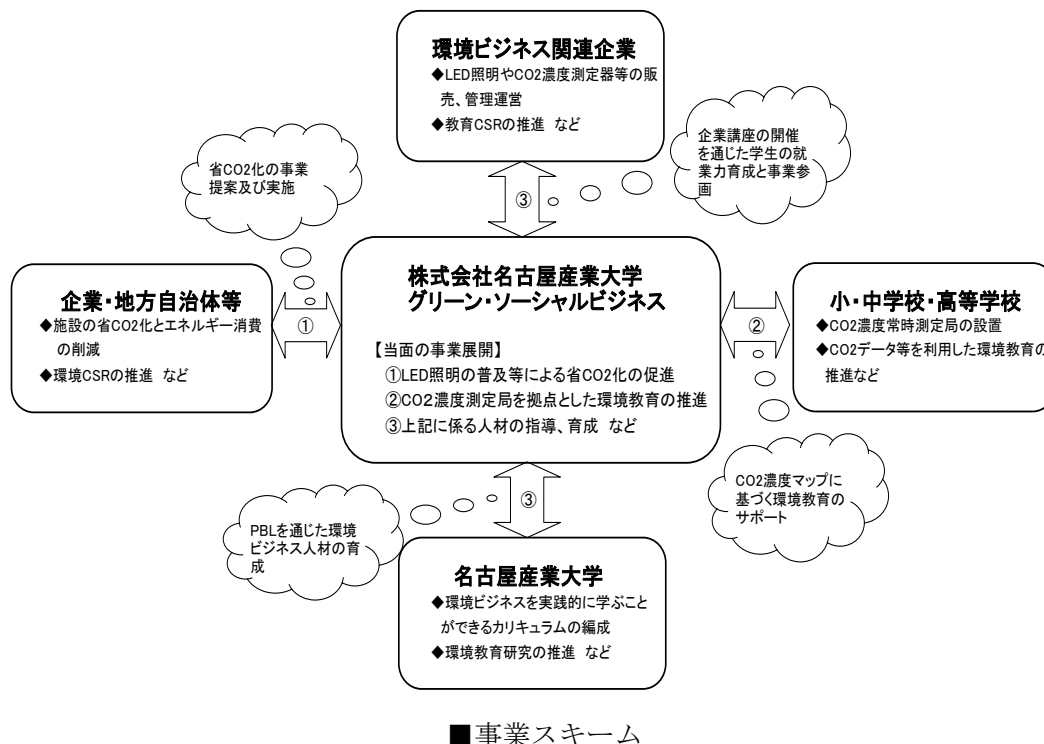 環境ビジネス関連企業
◆LED照明やCO2濃度測定器等の販
売、管理運営
◆教育CSRの推進 など
省CO2化の事業
提案及び実施
③
企業講座の開催
を通じた学生の就
業力育成と事業参
画
企業・地方自治体等
◆施設の省CO2化とエネルギー消費
の削減
◆環境CSRの推進 など
①
株式会社名古屋産業大学
グリーン・ソーシャルビジネス
【当面の事業展開】
①LED照明の普及等による省CO2化の促進
②CO2濃度測定局を拠点とした環境教育の推進
③上記に係る人材の指導、育成 など
②
小・中学校・高等学校
◆CO2濃度常時測定局の設置
◆CO2データ等を利用した環境教育の
推進など
PBLを通じた環境
ビジネス人材の育
成
③
CO2濃度マップに
基づく環境教育の
サポート
名古屋産業大学
◆環境ビジネスを実践的に学ぶこと
ができるカリキュラムの編成
◆環境教育研究の推進 など
■事業スキーム